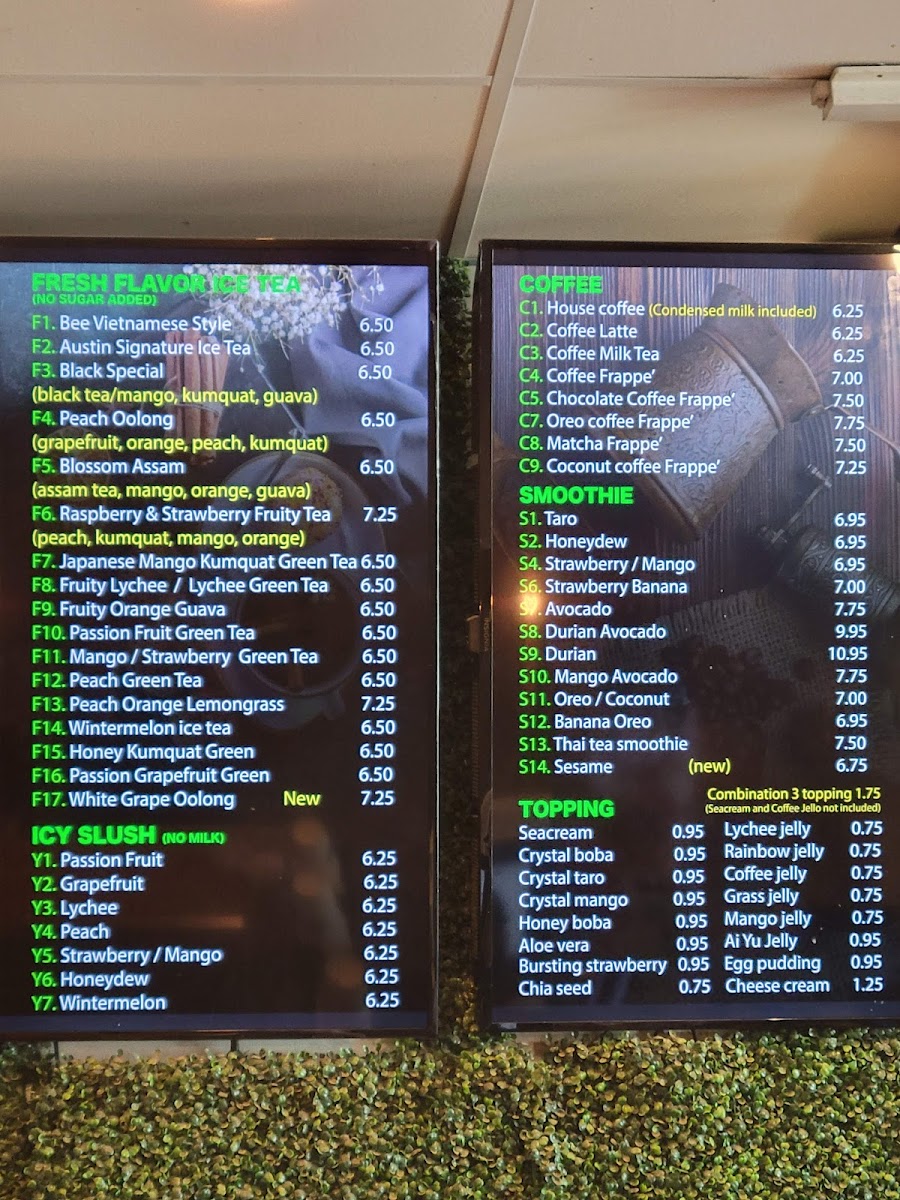 FRESH FLAVOR ICE TEA
(NO SUGAR ADDED)
F1. Bee Vietnamese Style 6.50
F2. Austin Signature Ice Tea 6.50
F3. Black Special 6.50
(black tea/mango, kumquat, guava)
F4. Peach Oolong 6.50
(grapefruit, orange, peach, kumquat)
F5. Blossom Assam 6.50
(assam tea, mango, orange, guava)
F6. Raspberry & Strawberry Fruity Tea 7.25
(peach, kumquat, mango, orange)
F7. Japanese Mango Kumquat Green Tea 6.50
F8. Fruity Lychee / Lychee Green Tea 6.50
F9. Fruity Orange Guava 6.50
F10. Passion Fruit Green Tea 6.50
F11. Mango / Strawberry Green Tea 6.50
F12. Peach Green Tea 6.50
F13. Peach Orange Lemongrass 7.25
F14. Wintermelon ice tea 6.50
F15. Honey Kumquat Green 6.50
F16. Passion Grapefruit Green 6.50
F17. White Grape Oolong New 7.25
ICY SLUSH (NO MILK)
Y1. Passion Fruit 6.25
Y2. Grapefruit 6.25
Y3. Lychee 6.25
Y4. Peach 6.25
Y5. Strawberry / Mango 6.25
Y6. Honeydew 6.25
Y7. Wintermelon 6.25
COFFEE
C1. House coffee (Condensed milk included) 6.25
C2. Coffee Latte 6.25
C3. Coffee Milk Tea 6.25
C4. Coffee Frappe' 7.00
C5. Chocolate Coffee Frappe' 7.50
C7. Oreo coffee Frappe' 7.75
C8. Matcha Frappe' 7.50
C9. Coconut coffee Frappe' 7.25
SMOOTHIE
S1. Taro 6.95
S2. Honeydew 6.95
S4. Strawberry / Mango 6.95
S6. Strawberry Banana 7.00
S7. Avocado 7.75
S8. Durian Avocado 9.95
S9. Durian 10.95
S10. Mango Avocado 7.75
S11. Oreo / Coconut 7.00
S12. Banana Oreo 6.95
S13. Thai tea smoothie 7.50
S14. Sesame (new) 6.75
TOPPING
Combination 3 topping 1.75
(Seacream and Coffee Jello not included)
Seacream 0.95 Lychee jelly 0.75
Crystal boba 0.95 Rainbow jelly 0.75
Crystal taro 0.95 Coffee jelly 0.75
Crystal mango 0.95 Grass jelly 0.75
Honey boba 0.95 Mango jelly 0.75
Aloe vera 0.95 Ai Yu Jelly 0.95
Bursting strawberry 0.95 Egg pudding 0.95
Chia seed 0.75 Cheese cream 1.25
INSIGNIA